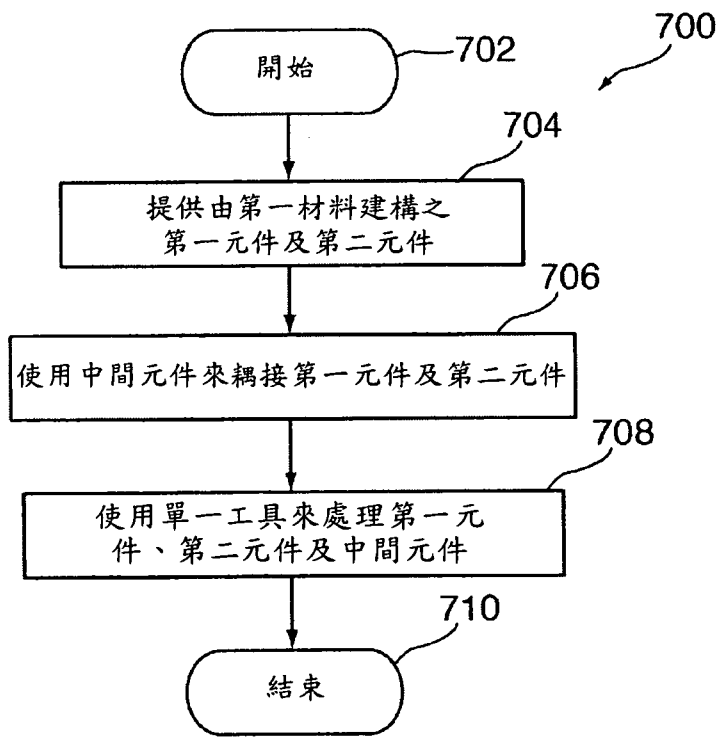 700
開始
702
704
提供由第一材料建構之
第一元件及第二元件
706
使用中間元件來耦接第一元件及第二元件
708
使用單一工具來處理第一元
件、第二元件及中間元件
710
結束